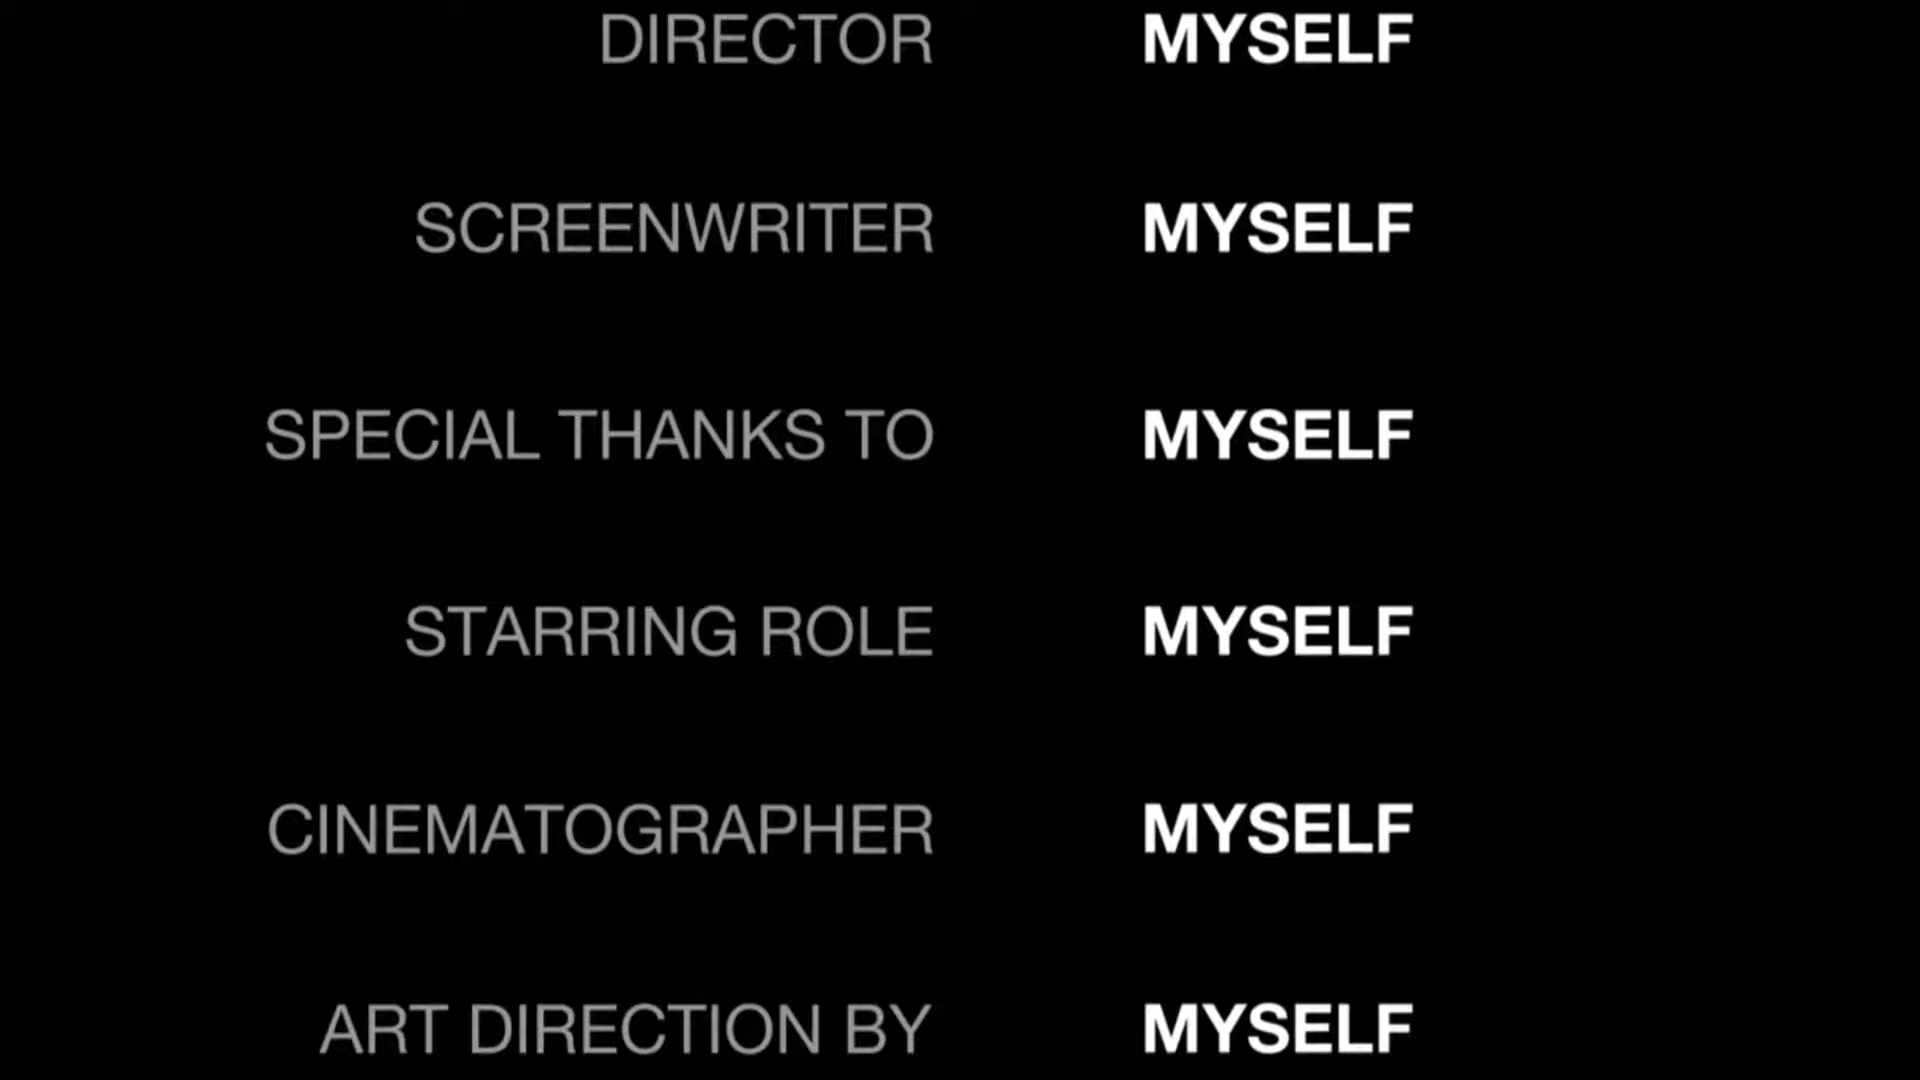 DIRECTOR MYSELF
SCREENWRITER MYSELF
SPECIAL THANKS TO MYSELF
STARRING ROLE MYSELF
CINEMATOGRAPHER MYSELF
ART DIRECTION BY MYSELF